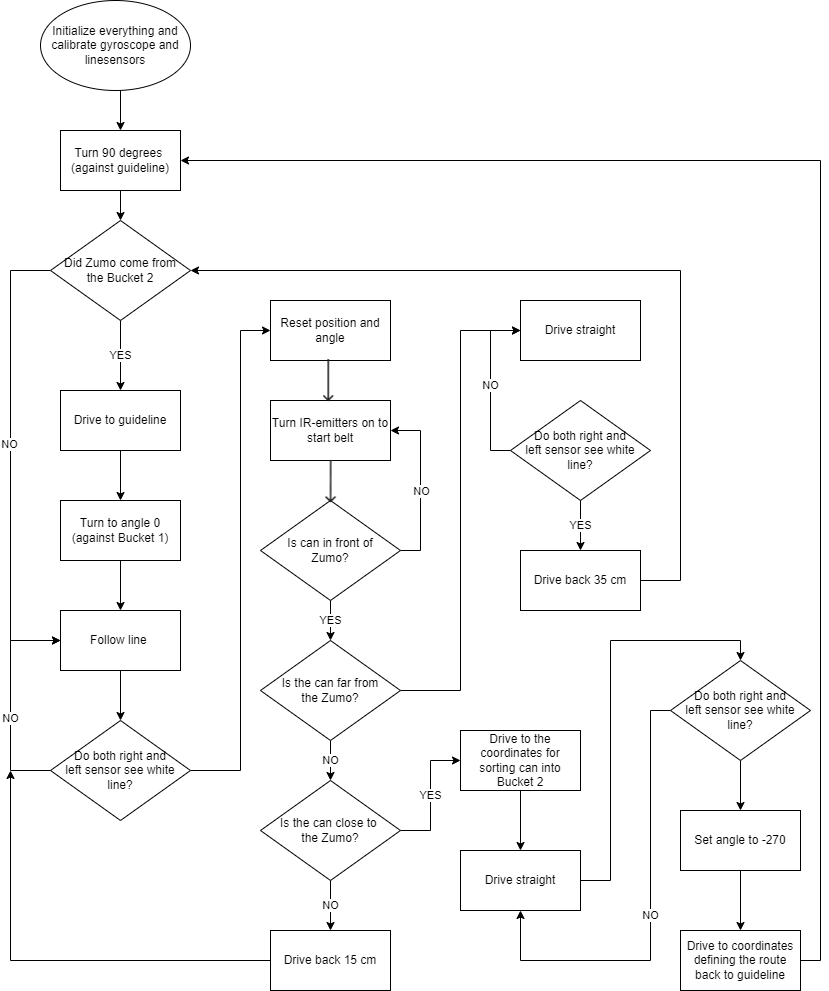 Initialize everything and
calibrate gyroscope and
linesensors
Turn 90 degrees
(against guideline)
Did Zumo come from
the Bucket 2
YES
NO
Drive to guideline
Turn to angle 0
(against Bucket 1)
Follow line
NO
Do both right and
left sensor see white
line?
Reset position and
angle
Turn IR-emitters on to
start belt
NO
Is can in front of
Zumo?
YES
Is the can far from
the Zumo?
NO
Is the can close to
the Zumo?
YES
NO
Drive back 15 cm
Drive straight
NO
Do both right and
left sensor see white
line?
YES
Drive back 35 cm
Drive to the
coordinates for
sorting can into
Bucket 2
Drive straight
Do both right and
left sensor see white
line?
NO
Set angle to -270
Drive to coordinates
defining the route
back to guideline